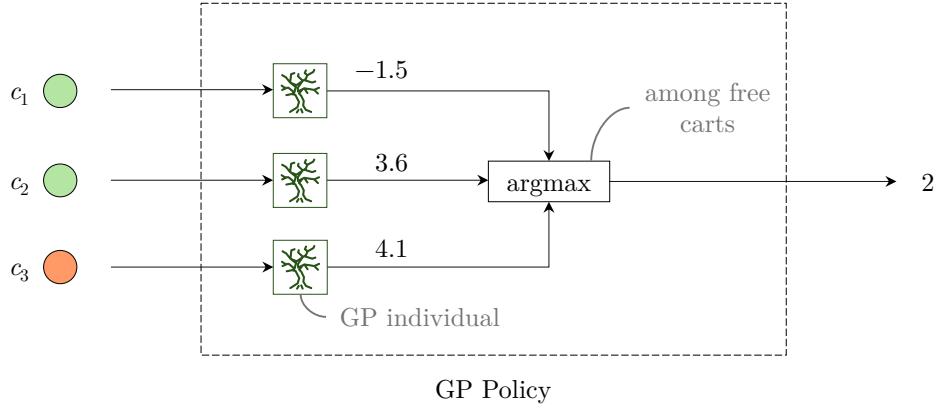 c₁
−1.5
among free
carts
c₂
3.6
argmax
2
c₃
4.1
GP individual
GP Policy